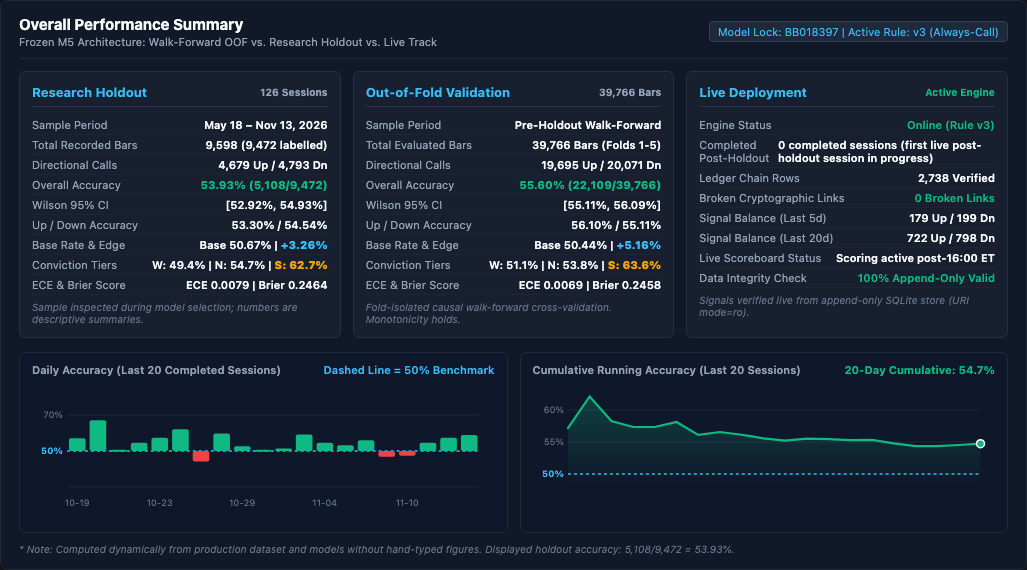 Overall Performance Summary
Frozen M5 Architecture: Walk-Forward OOF vs. Research Holdout vs. Live Track
Model Lock: BB018397 | Active Rule: v3 (Always-Call)
Research Holdout 126 Sessions
Sample Period May 18 – Nov 13, 2026
Total Recorded Bars 9,598 (9,472 labelled)
Directional Calls 4,679 Up / 4,793 Dn
Overall Accuracy 53.93% (5,108/9,472)
Wilson 95% CI [52.92%, 54.93%]
Up / Down Accuracy 53.30% / 54.54%
Base Rate & Edge Base 50.67% | +3.26%
Conviction Tiers W: 49.4% | N: 54.7% | S: 62.7%
ECE & Brier Score ECE 0.0079 | Brier 0.2464
Sample inspected during model selection; numbers are
descriptive summaries.
Out-of-Fold Validation 39,766 Bars
Sample Period Pre-Holdout Walk-Forward
Total Evaluated Bars 39,766 Bars (Folds 1-5)
Directional Calls 19,695 Up / 20,071 Dn
Overall Accuracy 55.60% (22,109/39,766)
Wilson 95% CI [55.11%, 56.09%]
Up / Down Accuracy 56.10% / 55.11%
Base Rate & Edge Base 50.44% | +5.16%
Conviction Tiers W: 51.1% | N: 53.8% | S: 63.6%
ECE & Brier Score ECE 0.0069 | Brier 0.2458
Fold-isolated causal walk-forward cross-validation.
Monotonicity holds.
Live Deployment Active Engine
Engine Status Online (Rule v3)
Completed 0 completed sessions (first live post-
Post-Holdout holdout session in progress)
Ledger Chain Rows 2,738 Verified
Broken Cryptographic Links 0 Broken Links
Signal Balance (Last 5d) 179 Up / 199 Dn
Signal Balance (Last 20d) 722 Up / 798 Dn
Live Scoreboard Status Scoring active post-16:00 ET
Data Integrity Check 100% Append-Only Valid
Signals verified live from append-only SQLite store (URI
mode=ro).
Daily Accuracy (Last 20 Completed Sessions) Dashed Line = 50% Benchmark
70%
50%
10-19 10-23 10-29 11-04 11-10
Cumulative Running Accuracy (Last 20 Sessions) 20-Day Cumulative: 54.7%
60%
55%
50%
* Note: Computed dynamically from production dataset and models without hand-typed figures. Displayed holdout accuracy: 5,108/9,472 = 53.93%.